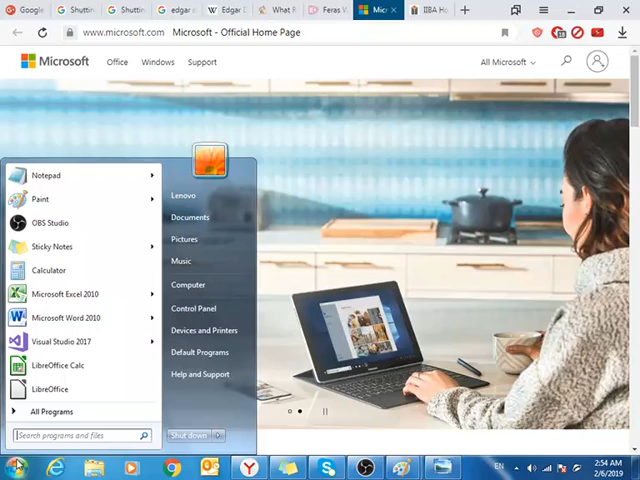 Google
Shuttin
Shuttin
edgar e
Edgar D
What R
Feras W
Micr
IIBA Ho
www.microsoft.com
Microsoft - Official Home Page
Microsoft
Office
Windows
Support
All Microsoft
Notepad
Paint
OBS Studio
Sticky Notes
Calculator
Microsoft Excel 2010
Microsoft Word 2010
Visual Studio 2017
LibreOffice Calc
LibreOffice
All Programs
Search programs and files
Lenovo
Documents
Pictures
Music
Computer
Control Panel
Devices and Printers
Default Programs
Help and Support
Shut down
EN
2:54 AM
2/6/2019